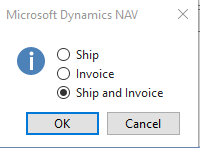 Microsoft Dynamics NAV
Ship
Invoice
Ship and Invoice
OK
Cancel